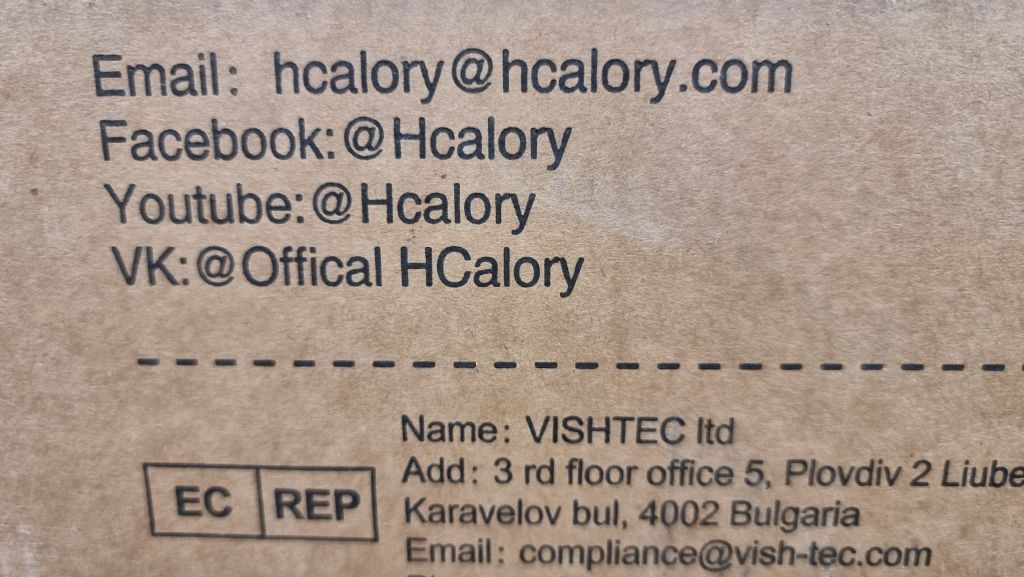 Email: hcalory@hcalory.com
Facebook:@Hcalory
Youtube:@Hcalory
VK:@Offical HCalory
Name: VISHTEC ltd
Add: 3 rd floor office 5, Plovdiv 2 Liube
EC REP
Karavelov bul, 4002 Bulgaria
Email: compliance@vish-tec.com